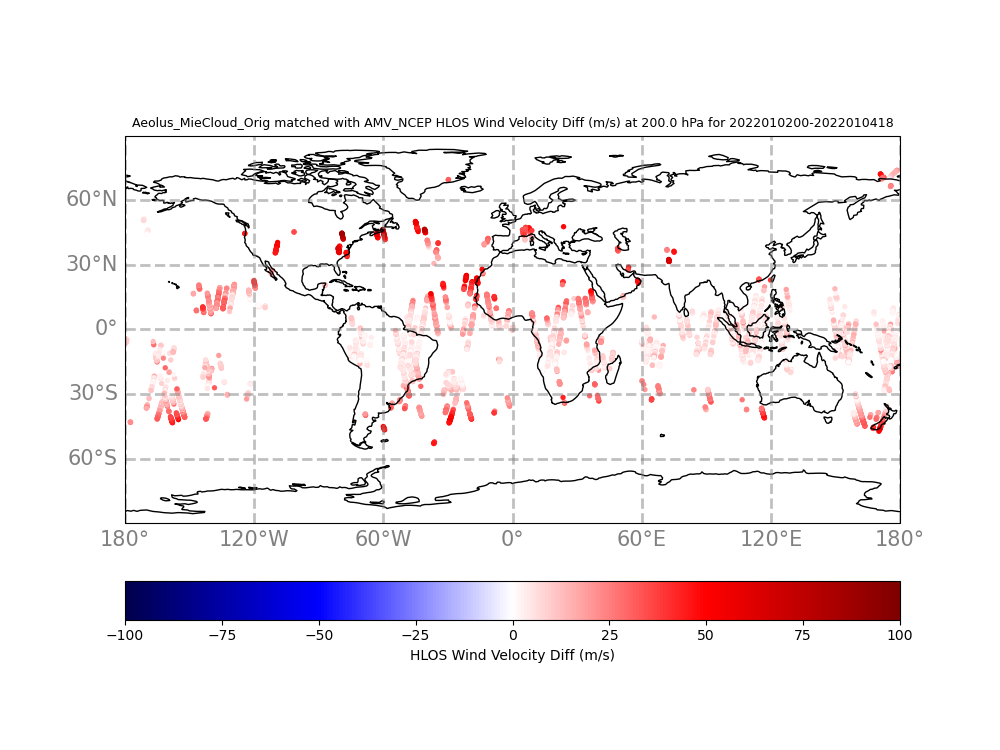 Aeolus_MieCloud_Orig matched with AMV_NCEP HLOS Wind Velocity Diff (m/s) at 200.0 hPa for 2022010200-2022010418
60°N
30°N
0°
30°S
60°S
180° 120°W 60°W 0° 60°E 120°E 180°
−100 −75 −50 −25 0 25 50 75 100
HLOS Wind Velocity Diff (m/s)